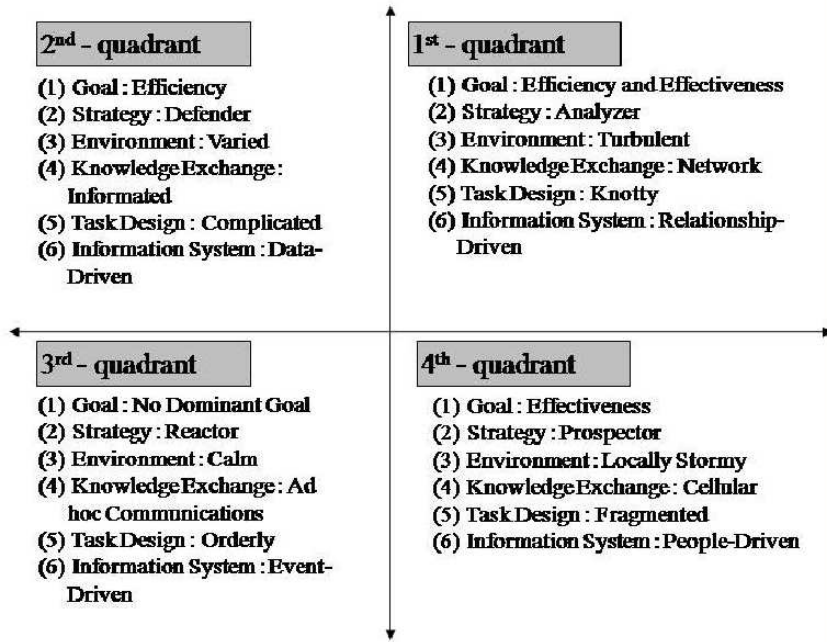 2nd - quadrant
(1) Goal : Efficiency
(2) Strategy : Defender
(3) Environment : Varied
(4) Knowledge Exchange :
Informated
(5) Task Design : Complicated
(6) Information System : Data-
Driven
1st - quadrant
(1) Goal : Efficiency and Effectiveness
(2) Strategy : Analyzer
(3) Environment : Turbulent
(4) Knowledge Exchange : Network
(5) Task Design : Knotty
(6) Information System : Relationship-
Driven
3rd - quadrant
(1) Goal : No Dominant Goal
(2) Strategy : Reactor
(3) Environment : Calm
(4) Knowledge Exchange : Ad
hoc Communications
(5) Task Design : Orderly
(6) Information System : Event-
Driven
4th - quadrant
(1) Goal : Effectiveness
(2) Strategy : Prospector
(3) Environment : Locally Stormy
(4) Knowledge Exchange : Cellular
(5) Task Design : Fragmented
(6) Information System : People-Driven